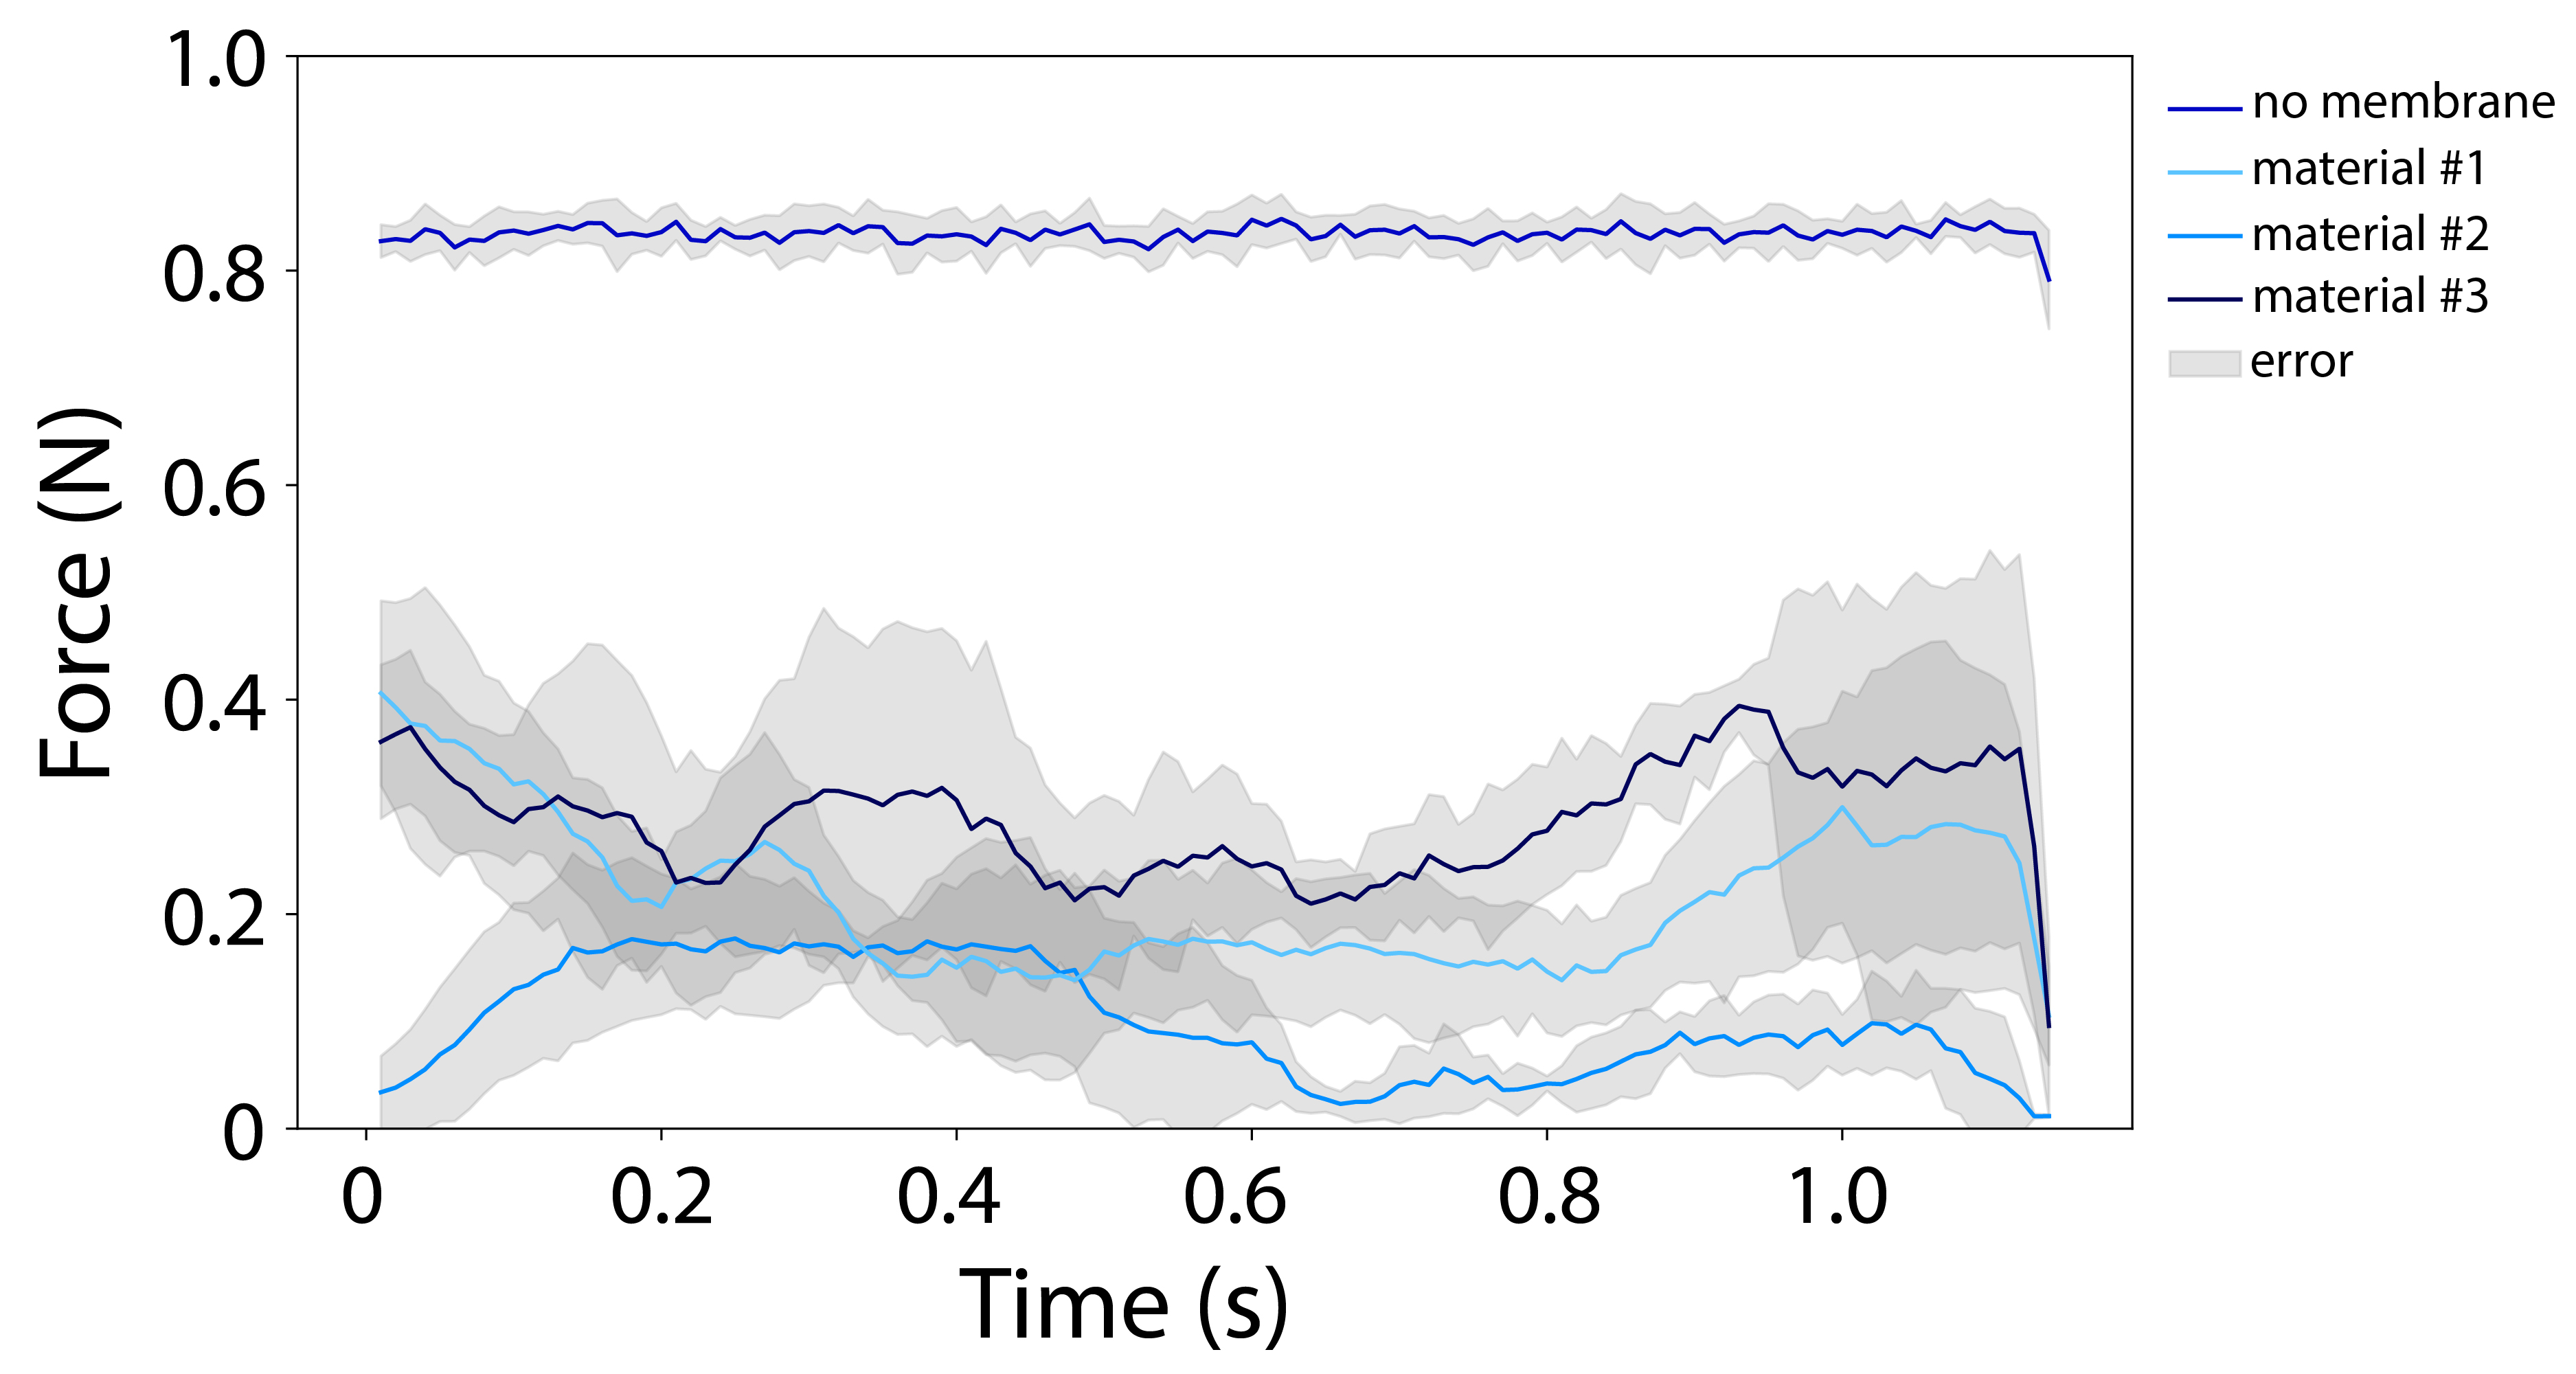 1.0
0.8
0.6
0.4
0.2
0
Force (N)
0 0.2 0.4 0.6 0.8 1.0
Time (s)
no membrane
material #1
material #2
material #3
error